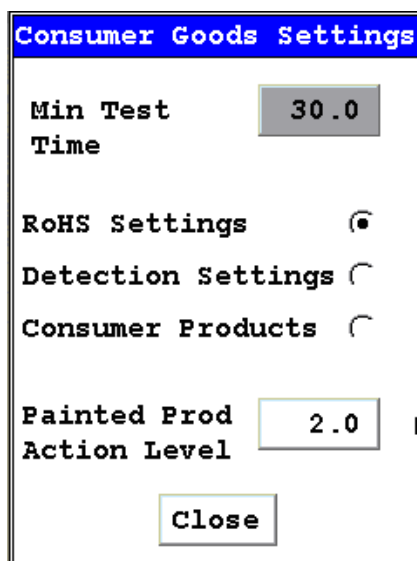 Consumer Goods Settings
Min Test 30.0
Time
RoHS Settings
Detection Settings
Consumer Products
Painted Prod 2.0
Action Level
Close